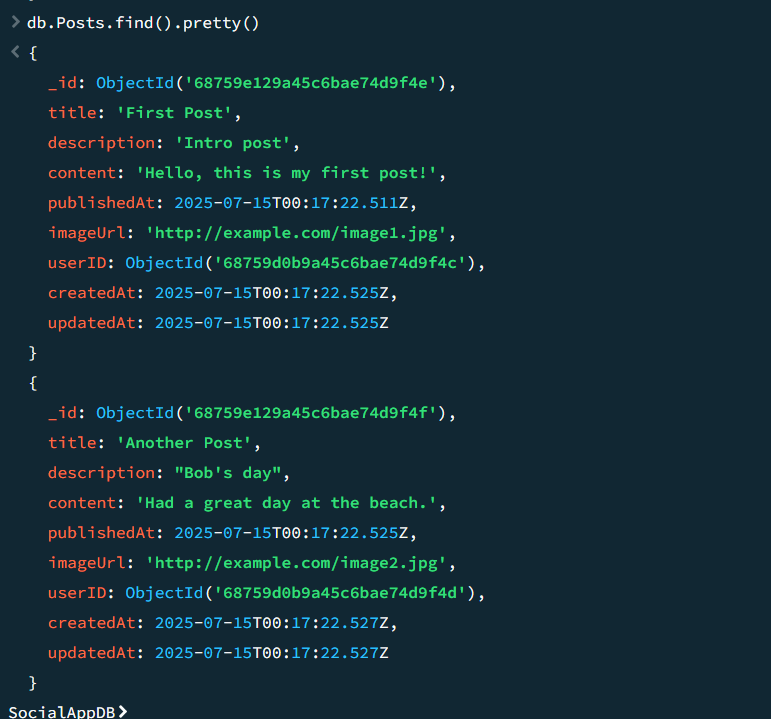 > db.Posts.find().pretty()
< {
_id: ObjectId('68759e129a45c6bae74d9f4e'),
title: 'First Post',
description: 'Intro post',
content: 'Hello, this is my first post!',
publishedAt: 2025-07-15T00:17:22.511Z,
imageUrl: 'http://example.com/image1.jpg',
userID: ObjectId('68759d0b9a45c6bae74d9f4c'),
createdAt: 2025-07-15T00:17:22.525Z,
updatedAt: 2025-07-15T00:17:22.525Z
}
{
_id: ObjectId('68759e129a45c6bae74d9f4f'),
title: 'Another Post',
description: "Bob's day",
content: 'Had a great day at the beach.',
publishedAt: 2025-07-15T00:17:22.525Z,
imageUrl: 'http://example.com/image2.jpg',
userID: ObjectId('68759d0b9a45c6bae74d9f4d'),
createdAt: 2025-07-15T00:17:22.527Z,
updatedAt: 2025-07-15T00:17:22.527Z
}
SocialAppDB>